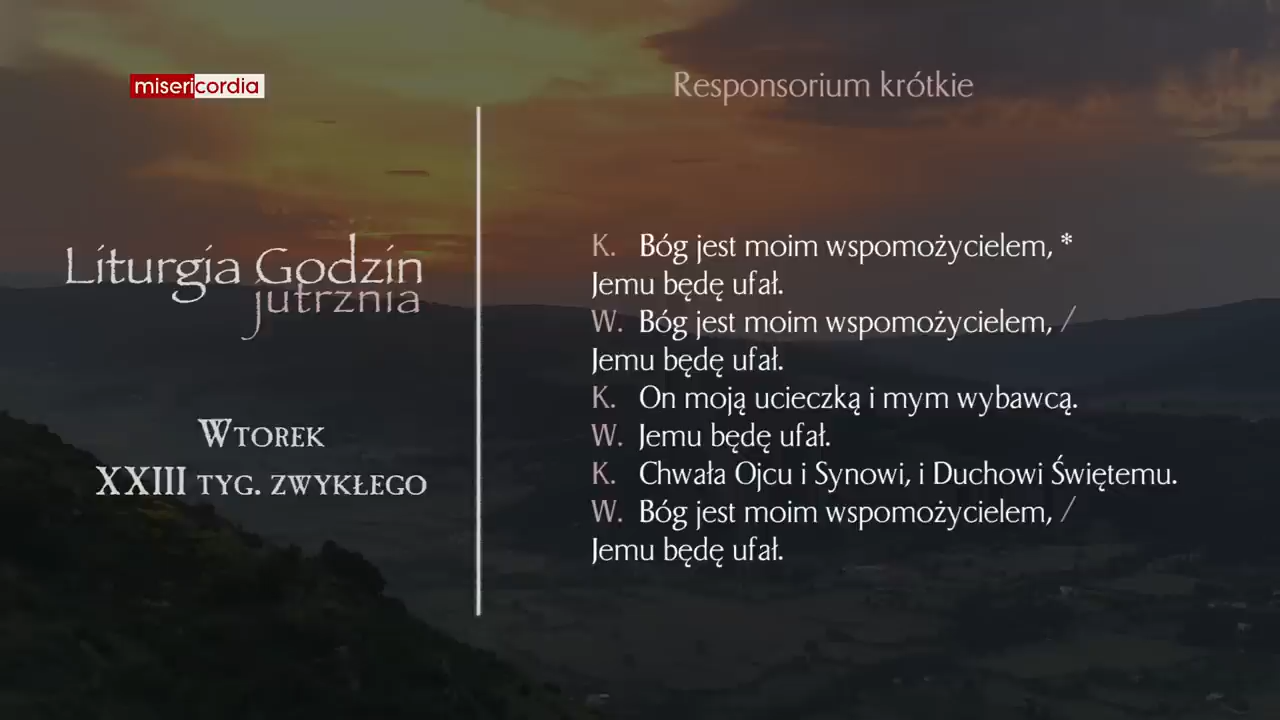 misericordia
Liturgia Godzin
jutrznia
Wtorek
XXIII tyg. zwykłego
Responsorium krótkie
K. Bóg jest moim wspomożycielem, *
Jemu będę ufał.
W. Bóg jest moim wspomożycielem, /
Jemu będę ufał.
K. On moją ucieczką i mym wybawcą.
W. Jemu będę ufał.
K. Chwała Ojcu i Synowi, i Duchowi Świętemu.
W. Bóg jest moim wspomożycielem, /
Jemu będę ufał.